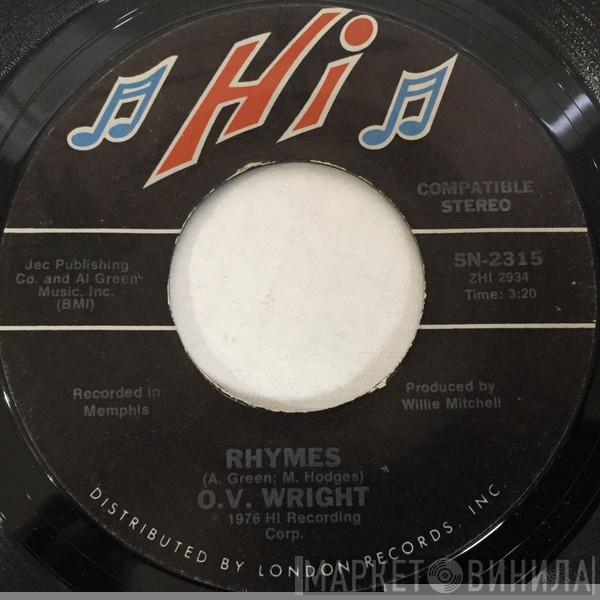 Hi
COMPATIBLE
STEREO
Jec Publishing
Co. and Al Green
Music, Inc.
(BMI)
5N-2315
ZHI 2934
Time: 3:20
Recorded in
Memphis
Produced by
Willie Mitchell
RHYMES
(A. Green; M. Hodges)
O.V. WRIGHT
℗ 1976 HI Recording
Corp.
DISTRIBUTED BY LONDON RECORDS, INC.
МАРКЕТ ВИНИЛА